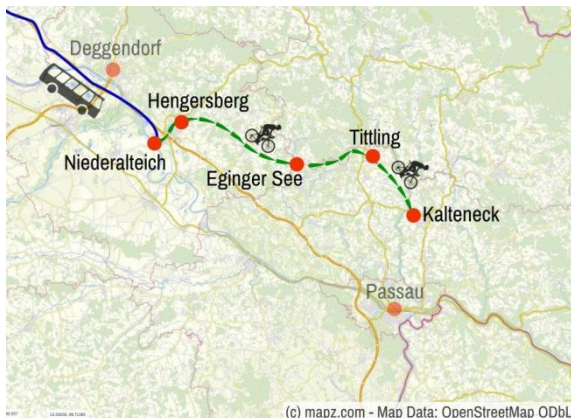 Deggendorf
Hengersberg
Niederalteich
Eginger See
Tittling
Kalteneck
Passau
(c) mapz.com - Map Data: OpenStreetMap ODbL